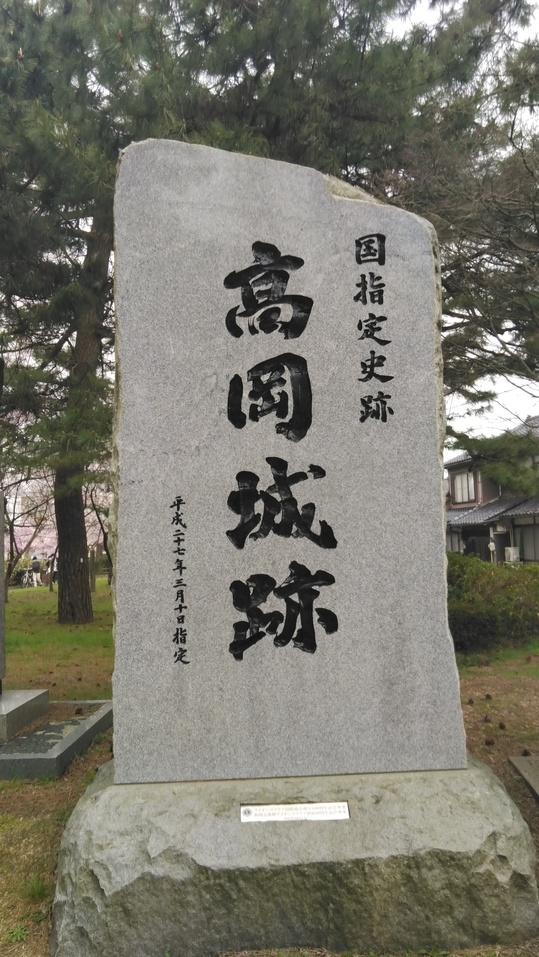 国指定史跡
高岡城跡
平成二十七年三月十日指定